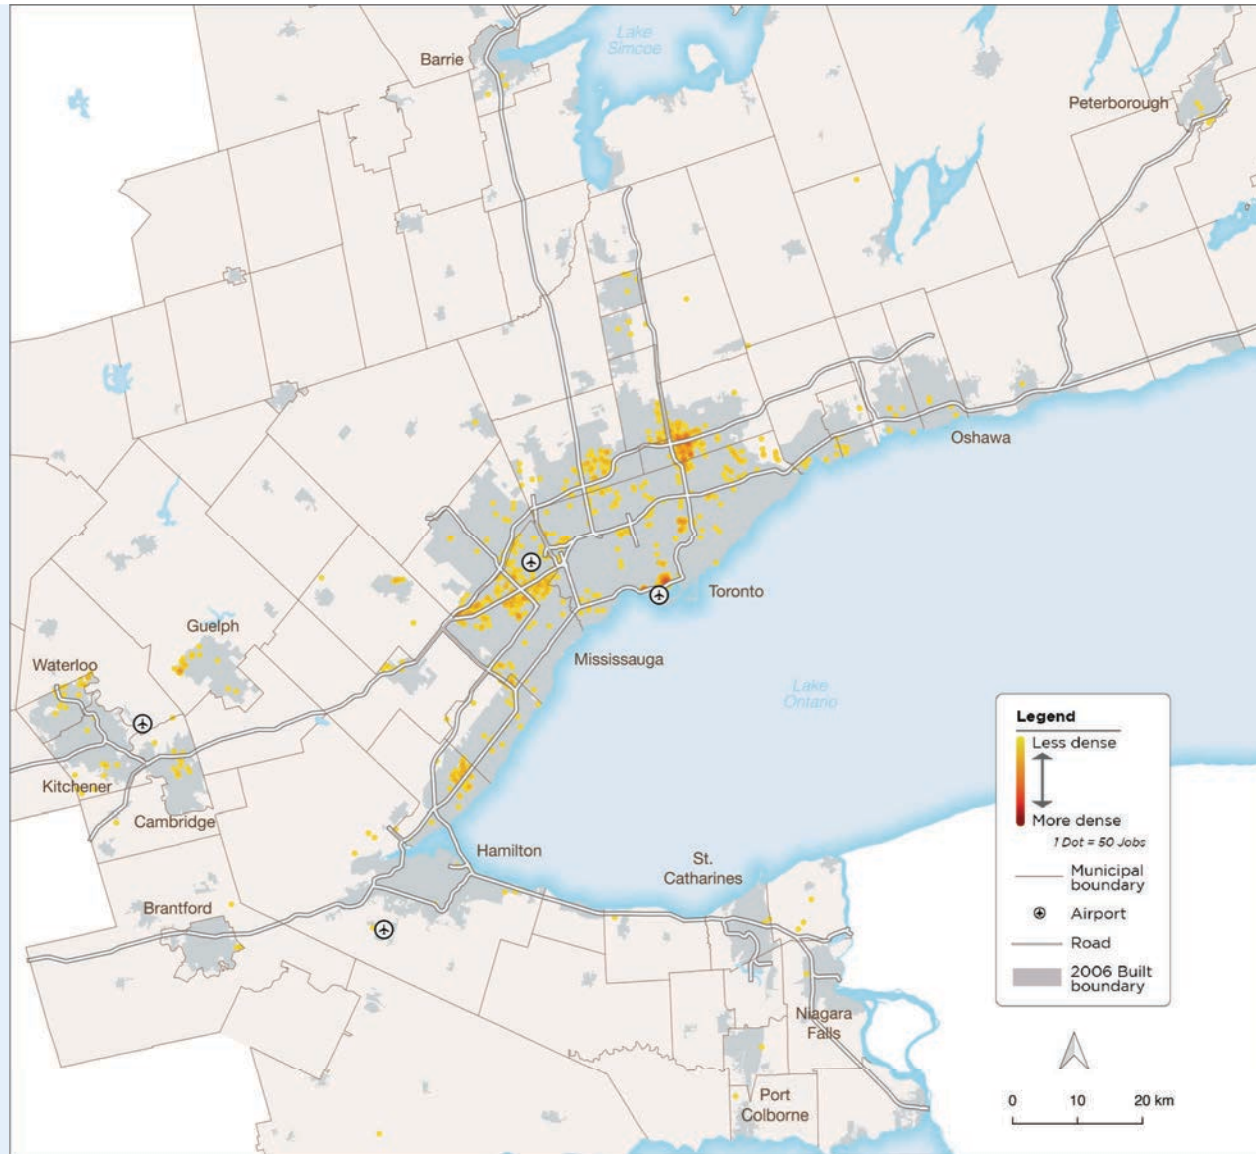 Lake
Simcoe
Barrie
Peterborough
Oshawa
Toronto
Guelph
Waterloo
Mississauga
Lake
Ontario
Kitchener
Cambridge
Hamilton
St.
Catharines
Brantford
Niagara
Falls
Port
Colborne
Legend
Less dense
More dense
1 Dot = 50 Jobs
Municipal
boundary
Airport
Road
2006 Built
boundary
0 10 20 km